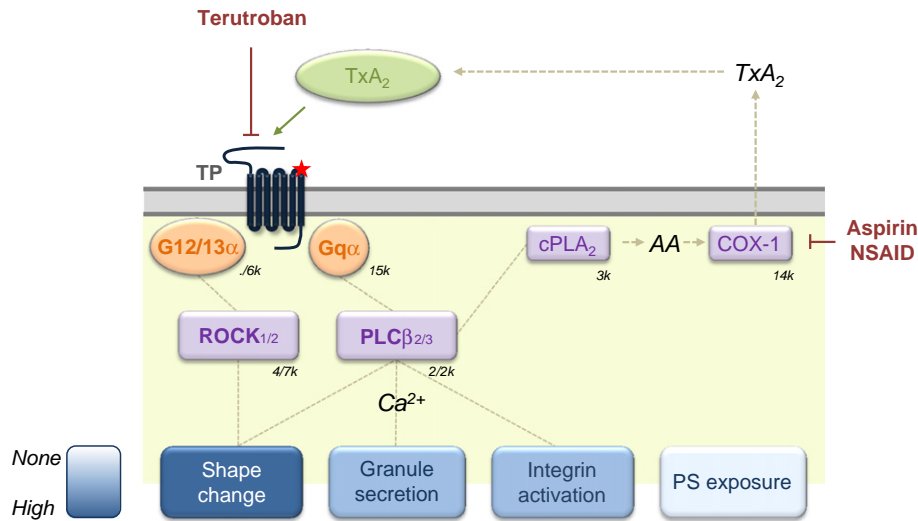 Terutroban
TxA₂
TxA₂
TP
G12/13α
./6k
Gqα
15k
cPLA₂
3k
AA
COX-1
14k
Aspirin
NSAID
ROCK1/2
4/7k
PLCβ2/3
2/2k
Ca²⁺
None
High
Shape
change
Granule
secretion
Integrin
activation
PS exposure